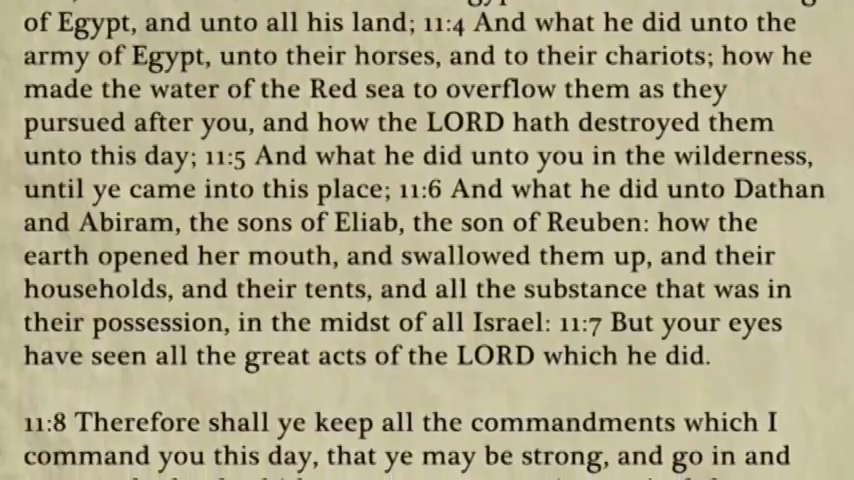 of Egypt, and unto all his land; 11:4 And what he did unto the
army of Egypt, unto their horses, and to their chariots; how he
made the water of the Red sea to overflow them as they
pursued after you, and how the LORD hath destroyed them
unto this day; 11:5 And what he did unto you in the wilderness,
until ye came into this place; 11:6 And what he did unto Dathan
and Abiram, the sons of Eliab, the son of Reuben: how the
earth opened her mouth, and swallowed them up, and their
households, and their tents, and all the substance that was in
their possession, in the midst of all Israel: 11:7 But your eyes
have seen all the great acts of the LORD which he did.
11:8 Therefore shall ye keep all the commandments which I
command you this day, that ye may be strong, and go in and